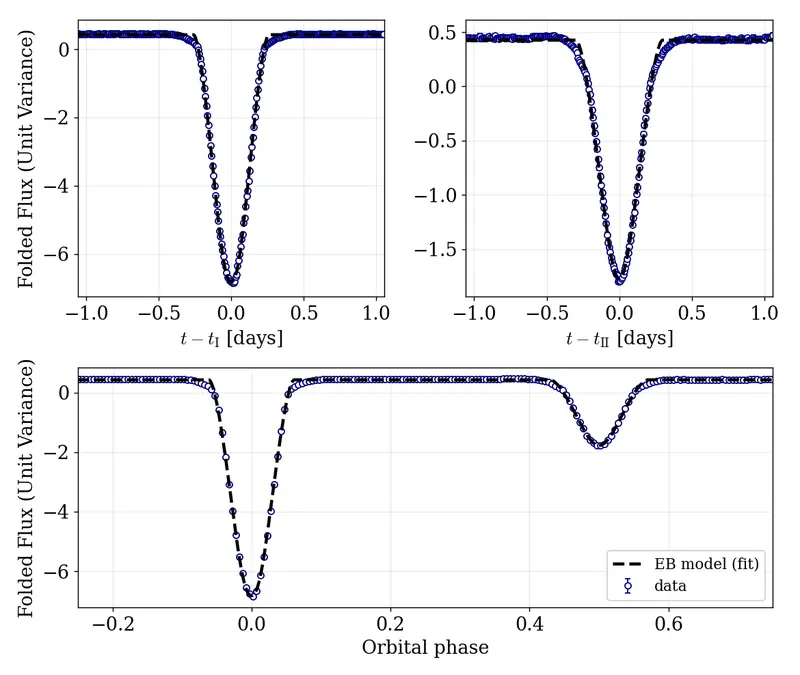 Folded Flux (Unit Variance)
0
−2
−4
−6
−1.0 −0.5 0.0 0.5 1.0
t − tI [days]
0.5
0.0
−0.5
−1.0
−1.5
−1.0 −0.5 0.0 0.5 1.0
t − tII [days]
Folded Flux (Unit Variance)
0
−2
−4
−6
EB model (fit)
data
−0.2 0.0 0.2 0.4 0.6
Orbital phase